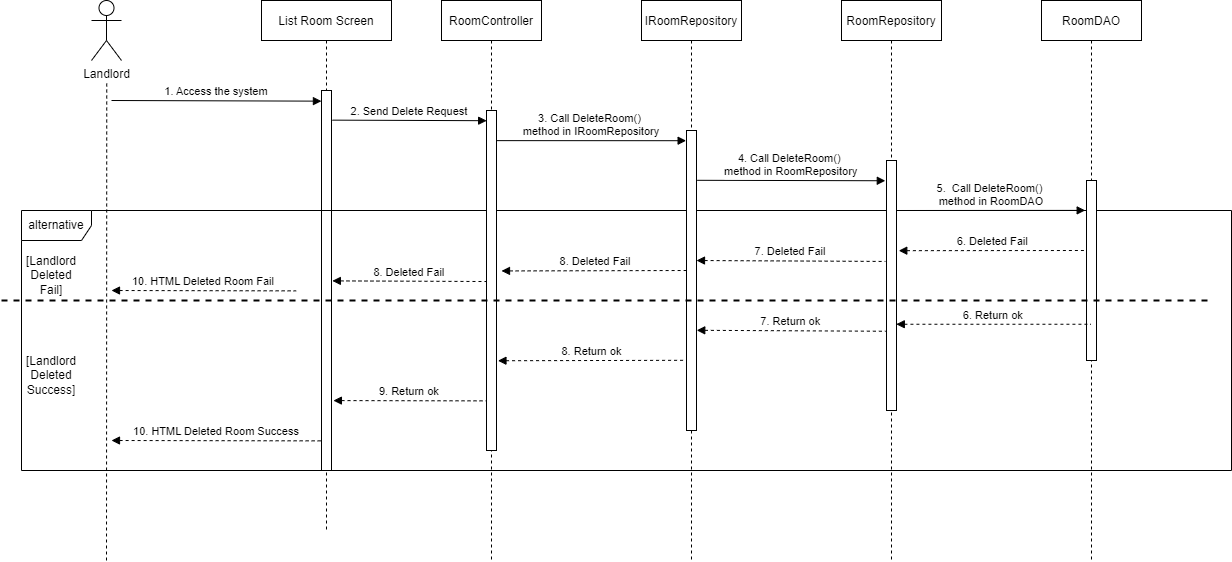 List Room Screen
RoomController
IRoomRepository
RoomRepository
RoomDAO
Landlord
1. Access the system
2. Send Delete Request
3. Call DeleteRoom()
method in IRoomRepository
4. Call DeleteRoom()
method in RoomRepository
5. Call DeleteRoom()
method in RoomDAO
alternative
[Landlord
Deleted
Fail]
6. Deleted Fail
7. Deleted Fail
8. Deleted Fail
8. Deleted Fail
10. HTML Deleted Room Fail
6. Return ok
7. Return ok
8. Return ok
[Landlord
Deleted
Success]
9. Return ok
10. HTML Deleted Room Success